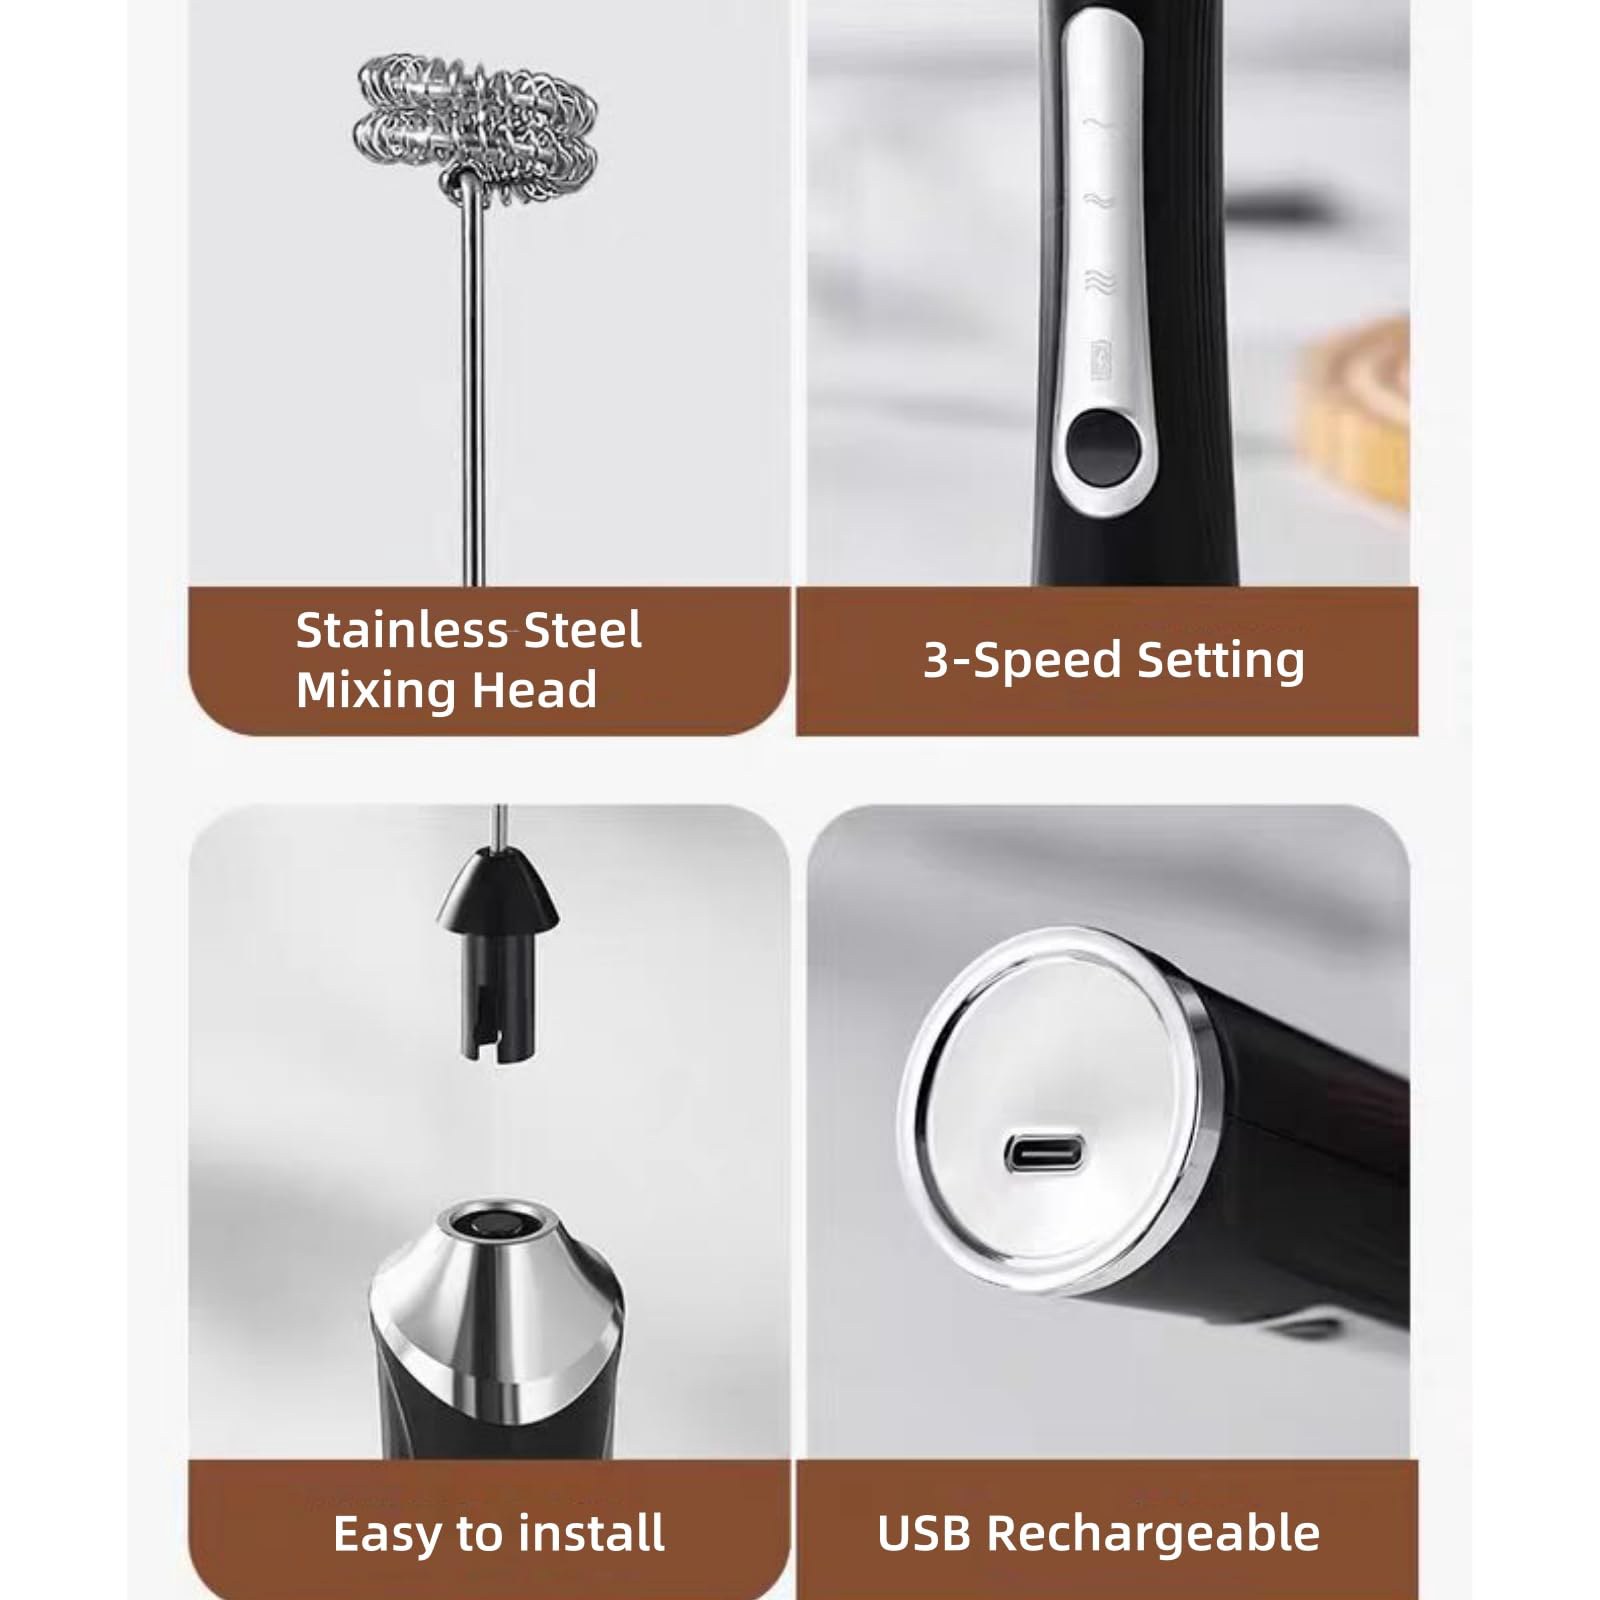 Stainless Steel
Mixing Head
3-Speed Setting
Easy to install
USB Rechargeable